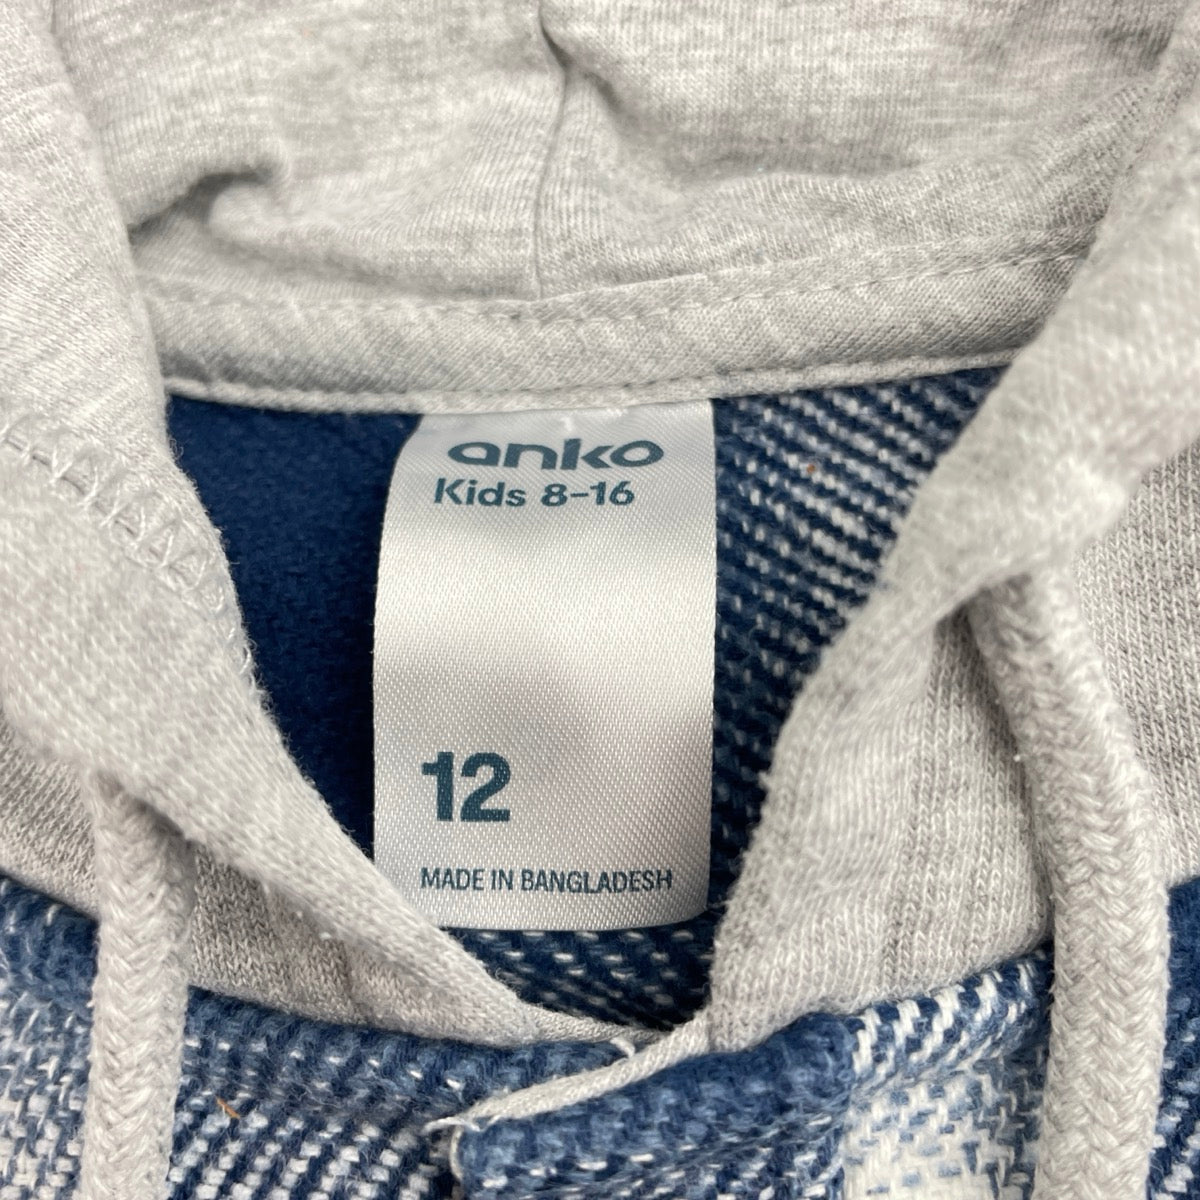 anko
Kids 8-16
12
MADE IN BANGLADESH